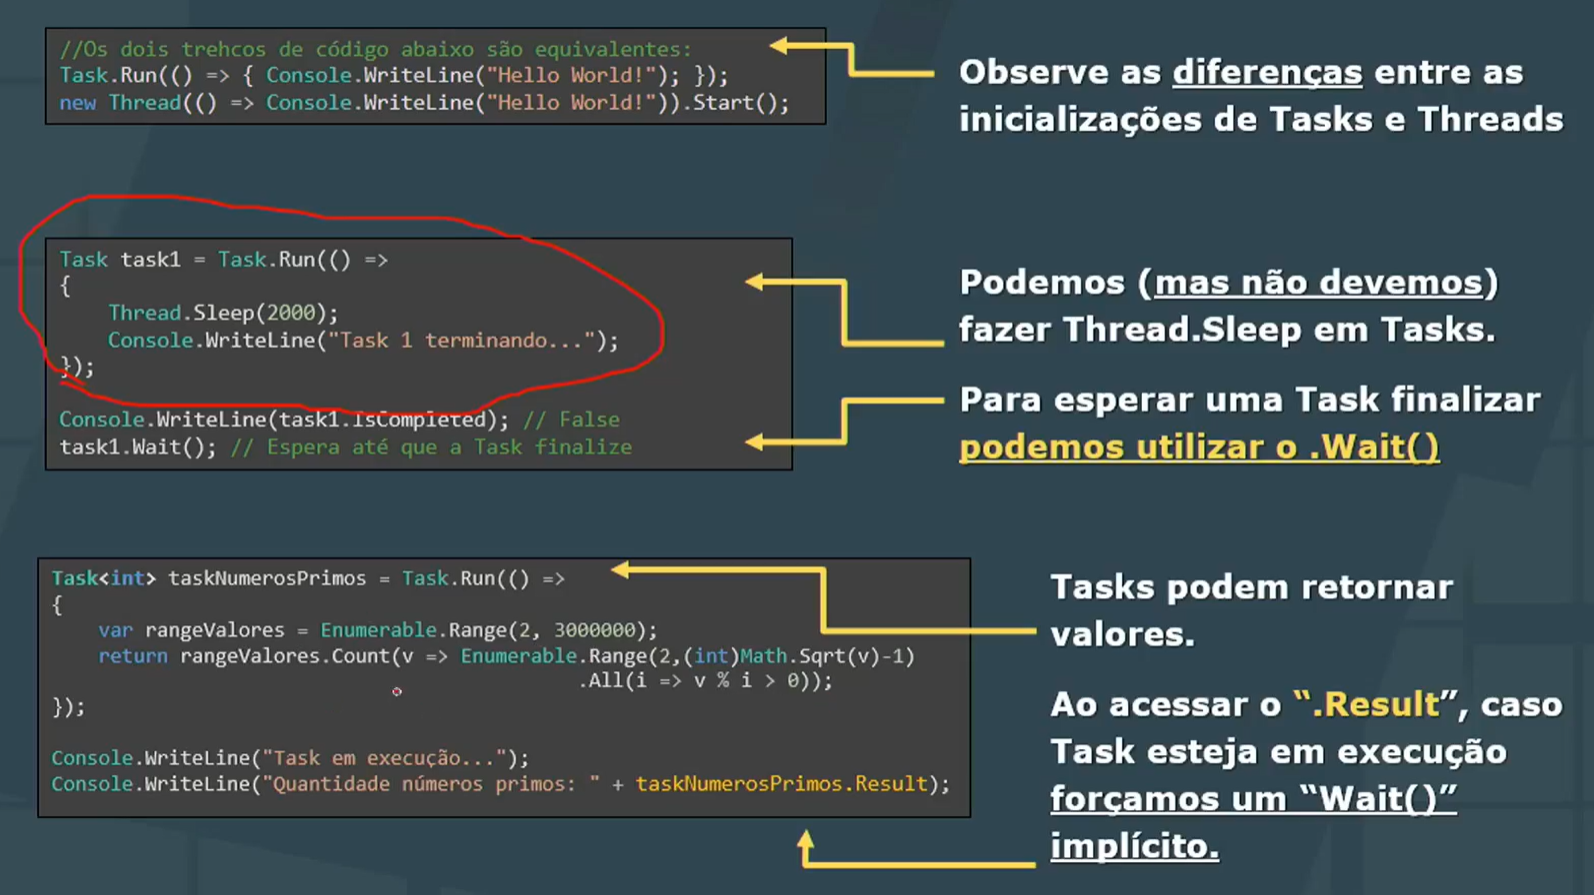 //Os dois trehcos de código abaixo são equivalentes:
Task.Run(() => { Console.WriteLine("Hello World!"); });
new Thread(() => Console.WriteLine("Hello World!")).Start();
Observe as diferenças entre as
inicializações de Tasks e Threads
Task task1 = Task.Run(() =>
{
    Thread.Sleep(2000);
    Console.WriteLine("Task 1 terminando...");
});
Console.WriteLine(task1.IsCompleted); // False
task1.Wait(); // Espera até que a Task finalize
Podemos (mas não devemos)
fazer Thread.Sleep em Tasks.
Para esperar uma Task finalizar
podemos utilizar o .Wait()
Task<int> taskNumerosPrimos = Task.Run(() =>
{
    var rangeValores = Enumerable.Range(2, 3000000);
    return rangeValores.Count(v => Enumerable.Range(2,(int)Math.Sqrt(v)-1)
                                   .All(i => v % i > 0));
});
Console.WriteLine("Task em execução...");
Console.WriteLine("Quantidade números primos: " + taskNumerosPrimos.Result);
Tasks podem retornar
valores.
Ao acessar o “.Result”, caso
Task esteja em execução
forçamos um “Wait()”
implícito.